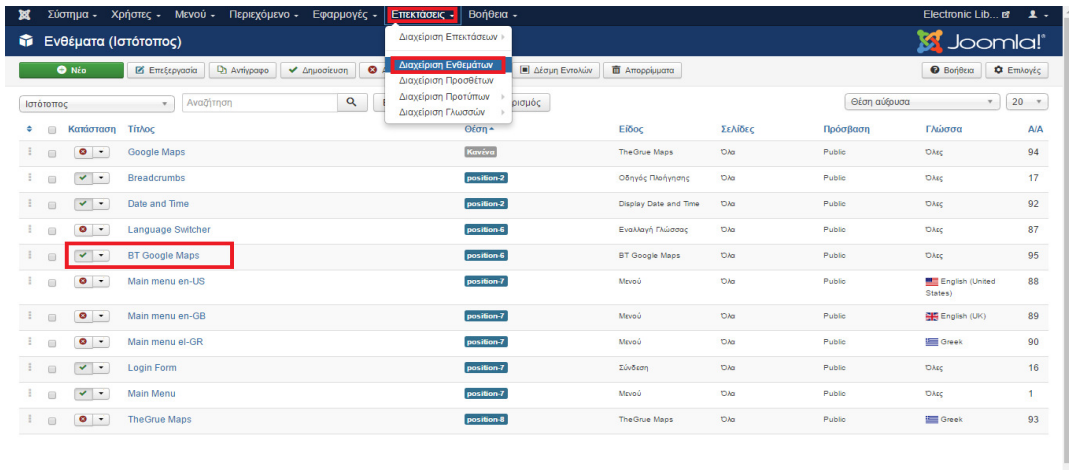 Σύστημα Χρήστες Μενού Περιεχόμενο Εφαρμογές Επεκτάσεις Βοήθεια Electronic Lib...
Ενθέματα (Ιστότοπος) Διαχείριση Επεκτάσεων Joomla!
Νέο Επεξεργασία Αντίγραφο Δημοσίευση Διαχείριση Ενθεμάτων Δέσμη Εντολών Απορρίμματα Βοήθεια Επιλογές
Διαχείριση Προσθέτων
Ιστότοπος Αναζήτηση Διαχείριση Προτύπων ρισμός Θέση αύξουσα 20
Διαχείριση Γλωσσών
Κατάσταση Τίτλος Θέση Είδος Σελίδες Πρόσβαση Γλώσσα Α/Α
Google Maps Κανένα TheGrue Maps Όλα Public Όλες 94
Breadcrumbs position-2 Οδηγός Πλοήγησης Όλα Public Όλες 17
Date and Time position-2 Display Date and Time Όλα Public Όλες 92
Language Switcher position-6 Εναλλαγή Γλώσσας Όλα Public Όλες 87
BT Google Maps position-6 BT Google Maps Όλα Public Όλες 95
Main menu en-US position-7 Μενού Όλα Public English (United States) 88
Main menu en-GB position-7 Μενού Όλα Public English (UK) 89
Main menu el-GR position-7 Μενού Όλα Public Greek 90
Login Form position-7 Σύνδεση Όλα Public Όλες 16
Main Menu position-7 Μενού Όλα Public Όλες 1
TheGrue Maps position-8 TheGrue Maps Όλα Public Greek 93